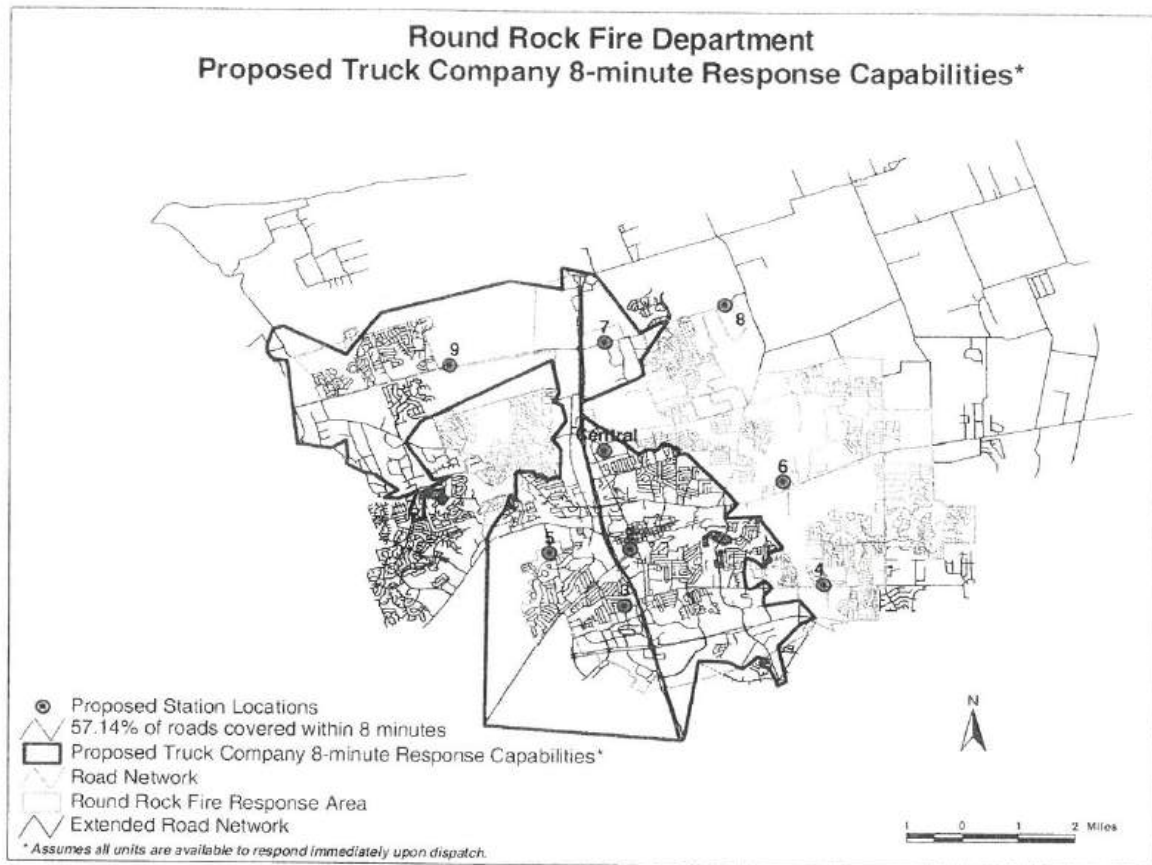 Round Rock Fire Department
Proposed Truck Company 8-minute Response Capabilities*
8
7
9
Central
6
5
4
3
Proposed Station Locations
57.14% of roads covered within 8 minutes
Proposed Truck Company 8-minute Response Capabilities*
Road Network
Round Rock Fire Response Area
Extended Road Network
* Assumes all units are available to respond immediately upon dispatch.
N
1 0 1 2 Miles